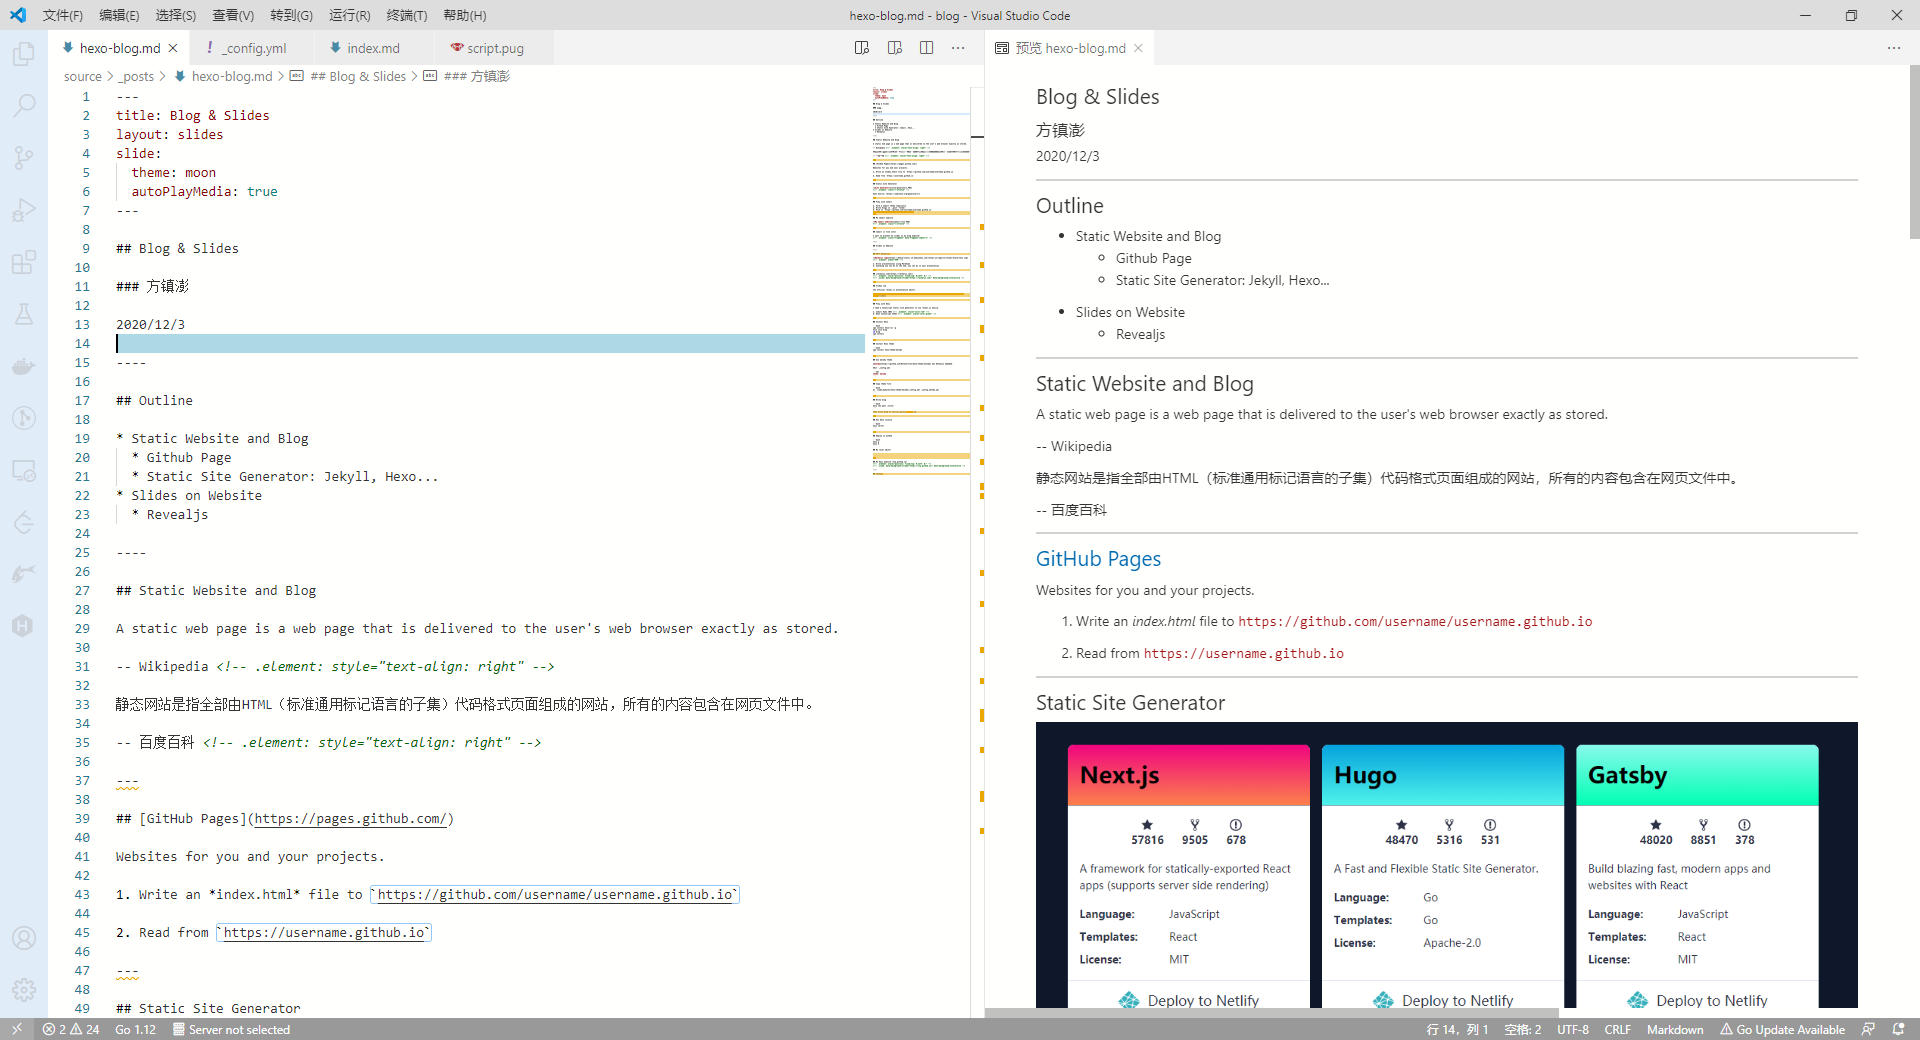 文件(F) 编辑(E) 选择(S) 查看(V) 转到(G) 运行(R) 终端(T) 帮助(H)
hexo-blog.md - blog - Visual Studio Code
hexo-blog.md
_config.yml
index.md
script.pug
预览 hexo-blog.md
source > _posts > hexo-blog.md > ## Blog & Slides > ### 方镇澎
1 ---
2 title: Blog & Slides
3 layout: slides
4 slide:
5 theme: moon
6 autoPlayMedia: true
7 ---
8
9 ## Blog & Slides
10
11 ### 方镇澎
12
13 2020/12/3
14
15 ----
16
17 ## Outline
18
19 * Static Website and Blog
20 * Github Page
21 * Static Site Generator: Jekyll, Hexo...
22 * Slides on Website
23 * Revealjs
24
25 ----
26
27 ## Static Website and Blog
28
29 A static web page is a web page that is delivered to the user's web browser exactly as stored.
30
31 -- Wikipedia <!-- .element: style="text-align: right" -->
32
33 静态网站是指全部由HTML（标准通用标记语言的子集）代码格式页面组成的网站，所有的内容包含在网页文件中。
34
35 -- 百度百科 <!-- .element: style="text-align: right" -->
36
37 ---
38
39 ## [GitHub Pages](https://pages.github.com/)
40
41 Websites for you and your projects.
42
43 1. Write an *index.html* file to `https://github.com/username/username.github.io`
44
45 2. Read from `https://username.github.io`
46
47 ---
48
49 ## Static Site Generator
Blog & Slides
方镇澎
2020/12/3
Outline
Static Website and Blog
Github Page
Static Site Generator: Jekyll, Hexo...
Slides on Website
Revealjs
Static Website and Blog
A static web page is a web page that is delivered to the user's web browser exactly as stored.
-- Wikipedia
静态网站是指全部由HTML（标准通用标记语言的子集）代码格式页面组成的网站，所有的内容包含在网页文件中。
-- 百度百科
GitHub Pages
Websites for you and your projects.
1. Write an index.html file to https://github.com/username/username.github.io
2. Read from https://username.github.io
Static Site Generator
Next.js
57816 9505 678
A framework for statically-exported React
apps (supports server side rendering)
Language: JavaScript
Templates: React
License: MIT
Deploy to Netlify
Hugo
48470 5316 531
A Fast and Flexible Static Site Generator.
Language: Go
Templates: Go
License: Apache-2.0
Deploy to Netlify
Gatsby
48020 8851 378
Build blazing fast, modern apps and
websites with React
Language: JavaScript
Templates: React
License: MIT
Deploy to Netlify
2 24 Go 1.12 Server not selected
行 14，列 1 空格: 2 UTF-8 CRLF Markdown Go Update Available